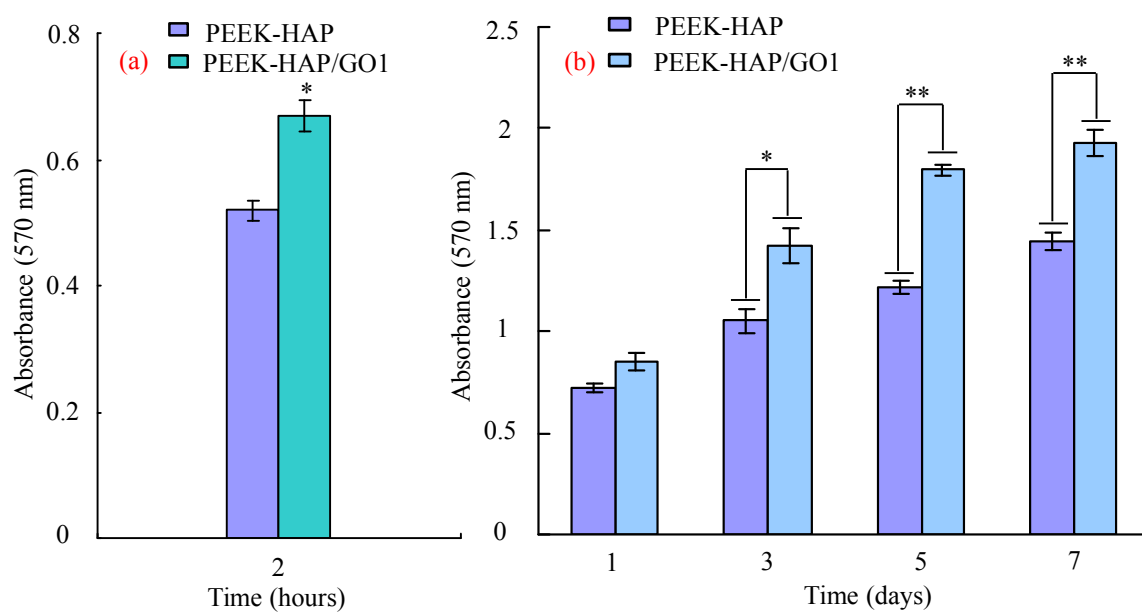 (a)
PEEK-HAP
PEEK-HAP/GO1
0.8
0.6
0.4
0.2
0
*
Absorbance (570 nm)
2
Time (hours)
(b)
PEEK-HAP
PEEK-HAP/GO1
2.5
2
1.5
1
0.5
0
*
**
**
Absorbance (570 nm)
1 3 5 7
Time (days)